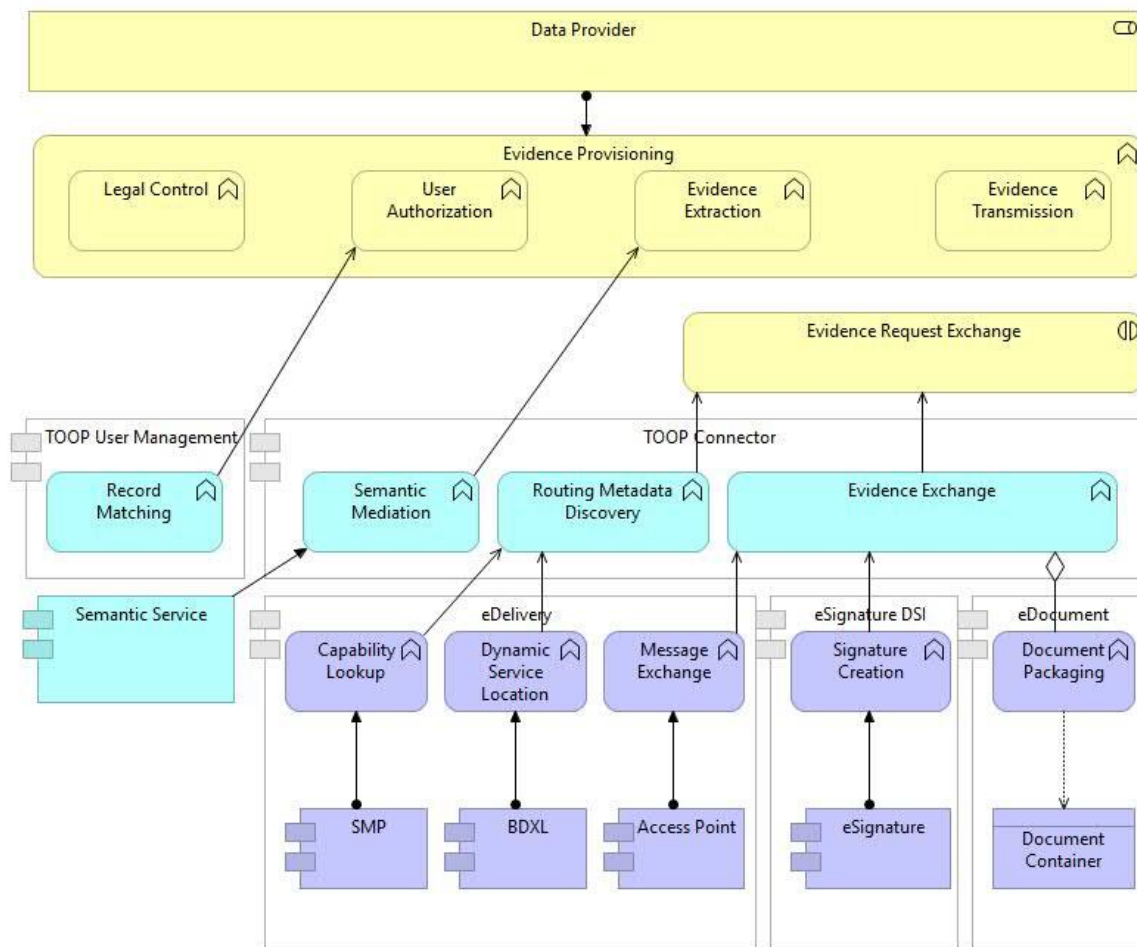 Data Provider
Evidence Provisioning
Legal Control
User
Authorization
Evidence
Extraction
Evidence
Transmission
Evidence Request Exchange
TOOP User Management
TOOP Connector
Record
Matching
Semantic
Mediation
Routing Metadata
Discovery
Evidence Exchange
Semantic Service
eDelivery
eSignature DSI
eDocument
Capability
Lookup
Dynamic
Service
Location
Message
Exchange
Signature
Creation
Document
Packaging
SMP
BDXL
Access Point
eSignature
Document
Container